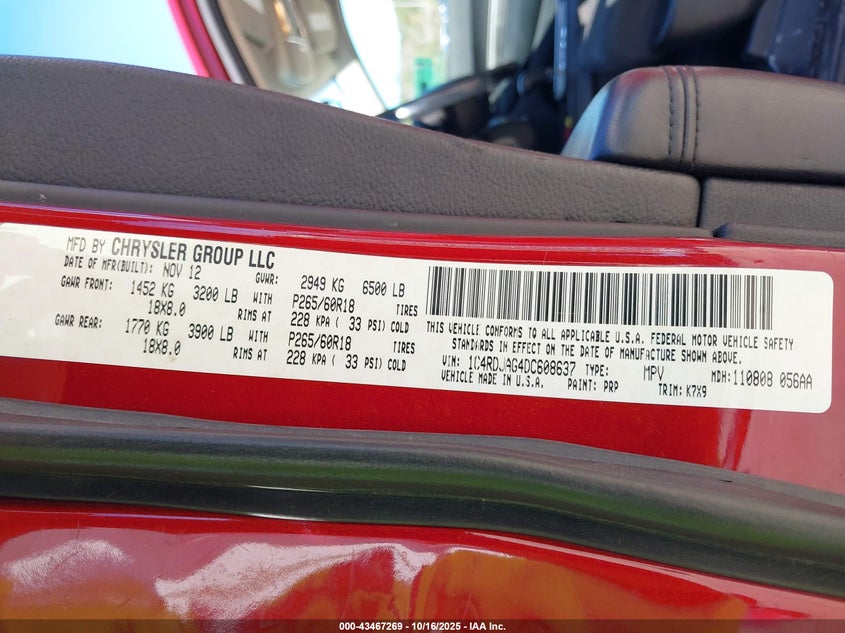 MFD BY CHRYSLER GROUP LLC
DATE OF MFR(BUILT): NOV 12 GVWR: 2949 KG 6500 LB
GAWR FRONT: 1452 KG 3200 LB WITH P265/60R18 TIRES
18X8.0 RIMS AT 228 KPA ( 33 PSI) COLD
GAWR REAR: 1770 KG 3900 LB WITH P265/60R18 TIRES
18X8.0 RIMS AT 228 KPA ( 33 PSI) COLD
THIS VEHICLE CONFORMS TO ALL APPLICABLE U.S.A. FEDERAL MOTOR VEHICLE SAFETY
STANDARDS IN EFFECT ON THE DATE OF MANUFACTURE SHOWN ABOVE.
VIN: 1C4RDJAG4DC608637 TYPE: MPV MDH:110808 056AA
VEHICLE MADE IN U.S.A. PAINT: PRP TRIM: K7X9
000-43467269 - 10/16/2025 - IAA Inc.